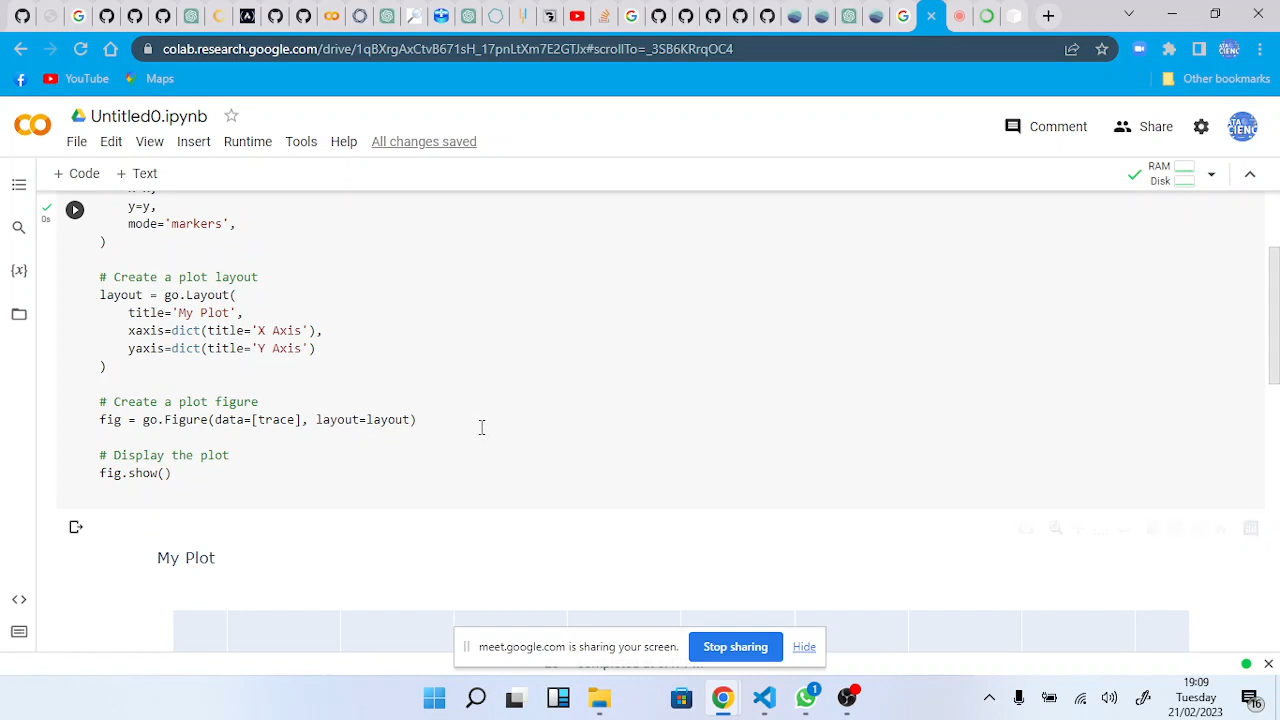 colab.research.google.com/drive/1qBXrgAxCtvB671sH_17pnLtXm7E2GTJx#scrollTo=_3SB6KRrqOC4
YouTube
Maps
Other bookmarks
Untitled0.ipynb
File Edit View Insert Runtime Tools Help All changes saved
Comment
Share
+ Code + Text
RAM
Disk
0s
y=y,
mode='markers',
)
# Create a plot layout
layout = go.Layout(
title='My Plot',
xaxis=dict(title='X Axis'),
yaxis=dict(title='Y Axis')
)
# Create a plot figure
fig = go.Figure(data=[trace], layout=layout)
# Display the plot
fig.show()
My Plot
meet.google.com is sharing your screen.
Stop sharing
Hide
1
19:09
Tuesday
21/02/2023
16